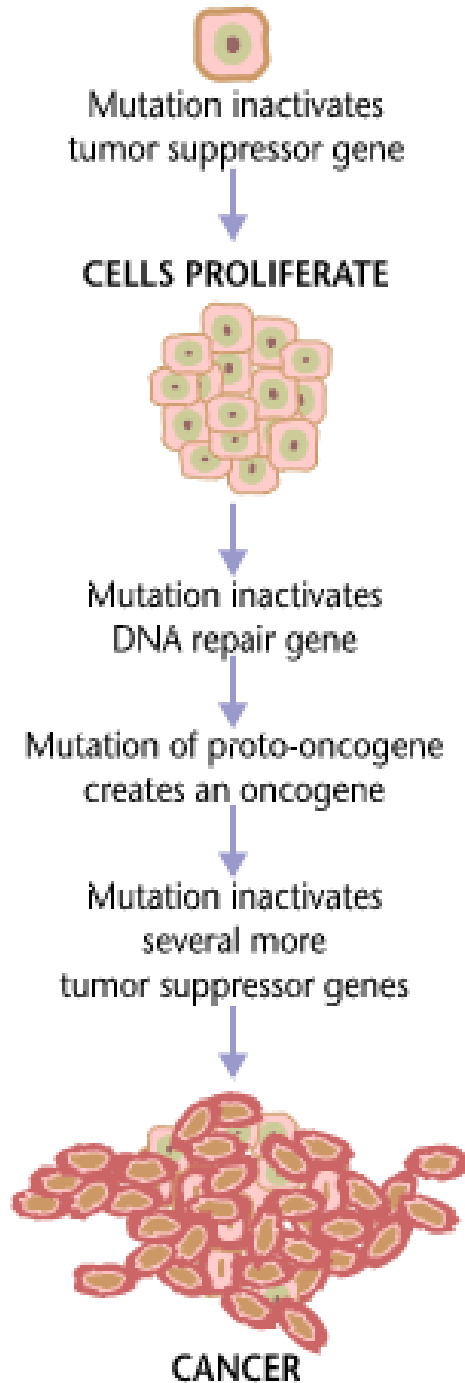 Mutation inactivates
tumor suppressor gene
CELLS PROLIFERATE
Mutation inactivates
DNA repair gene
Mutation of proto-oncogene
creates an oncogene
Mutation inactivates
several more
tumor suppressor genes
CANCER